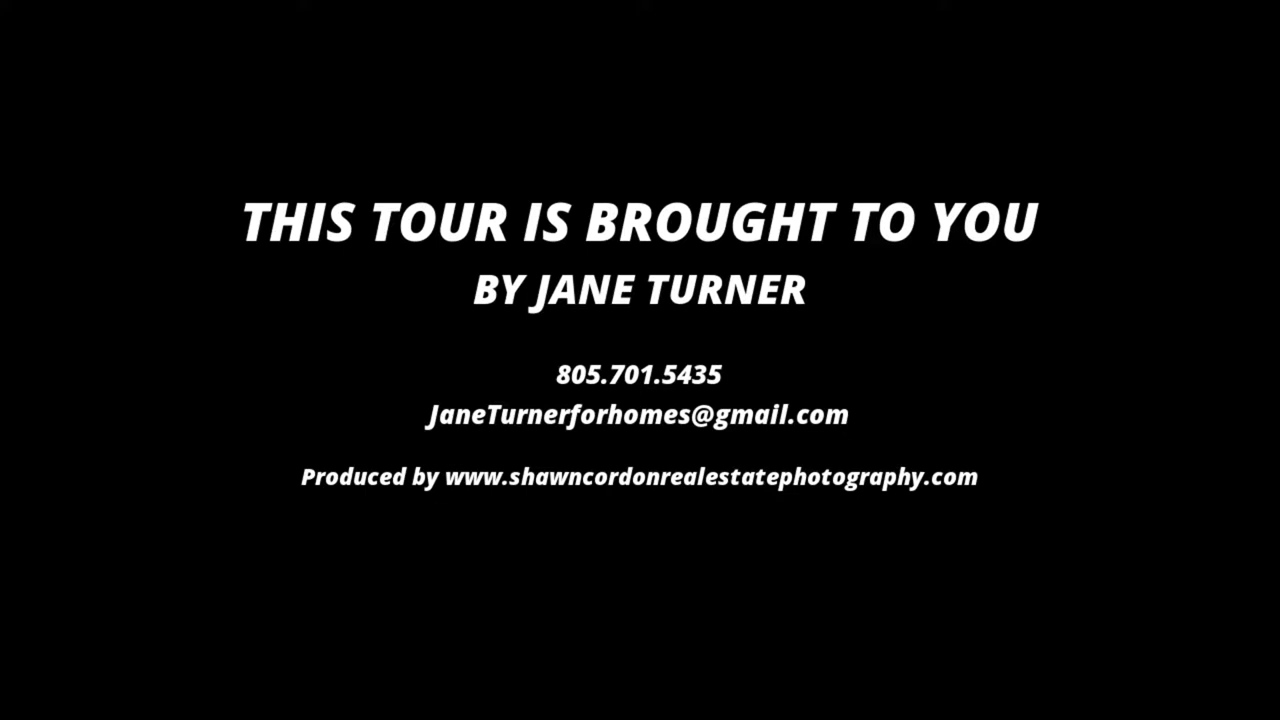 THIS TOUR IS BROUGHT TO YOU
BY JANE TURNER
805.701.5435
JaneTurnerforhomes@gmail.com
Produced by www.shawncordonrealestatephotography.com